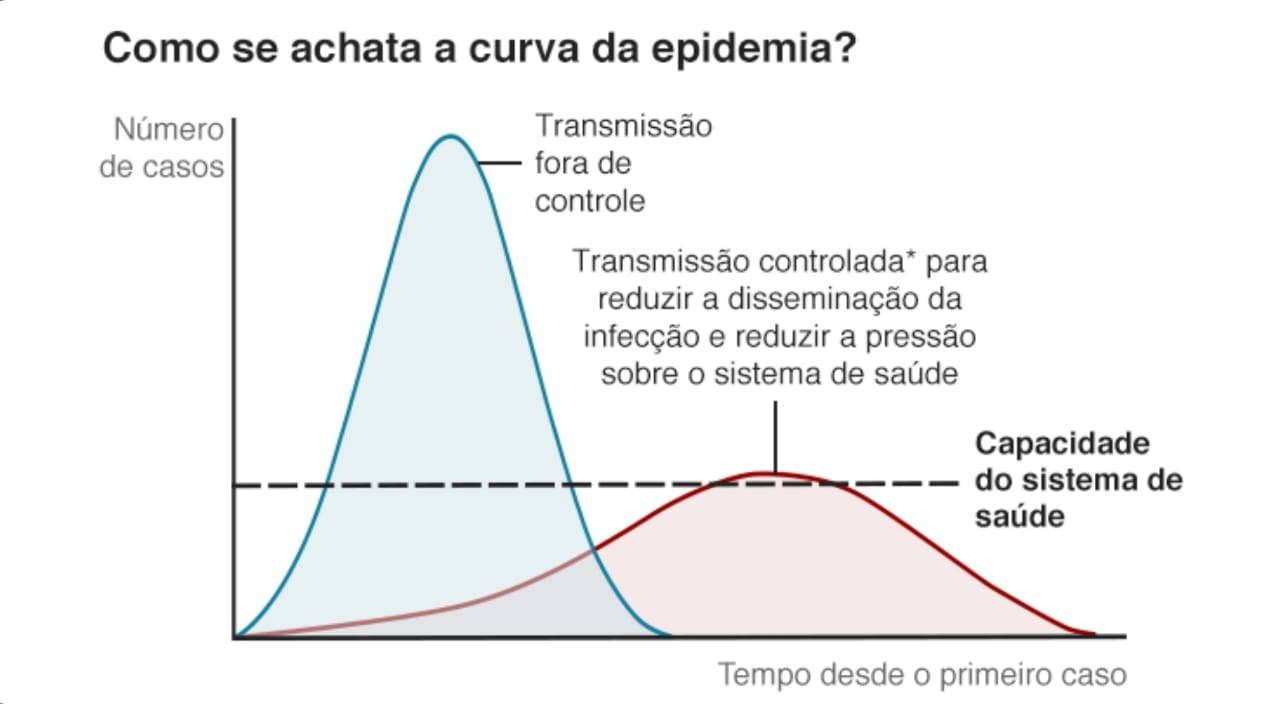 Como se achata a curva da epidemia?
Número
de casos
Transmissão
fora de
controle
Transmissão controlada* para
reduzir a disseminação da
infecção e reduzir a pressão
sobre o sistema de saúde
Capacidade
do sistema de
saúde
Tempo desde o primeiro caso